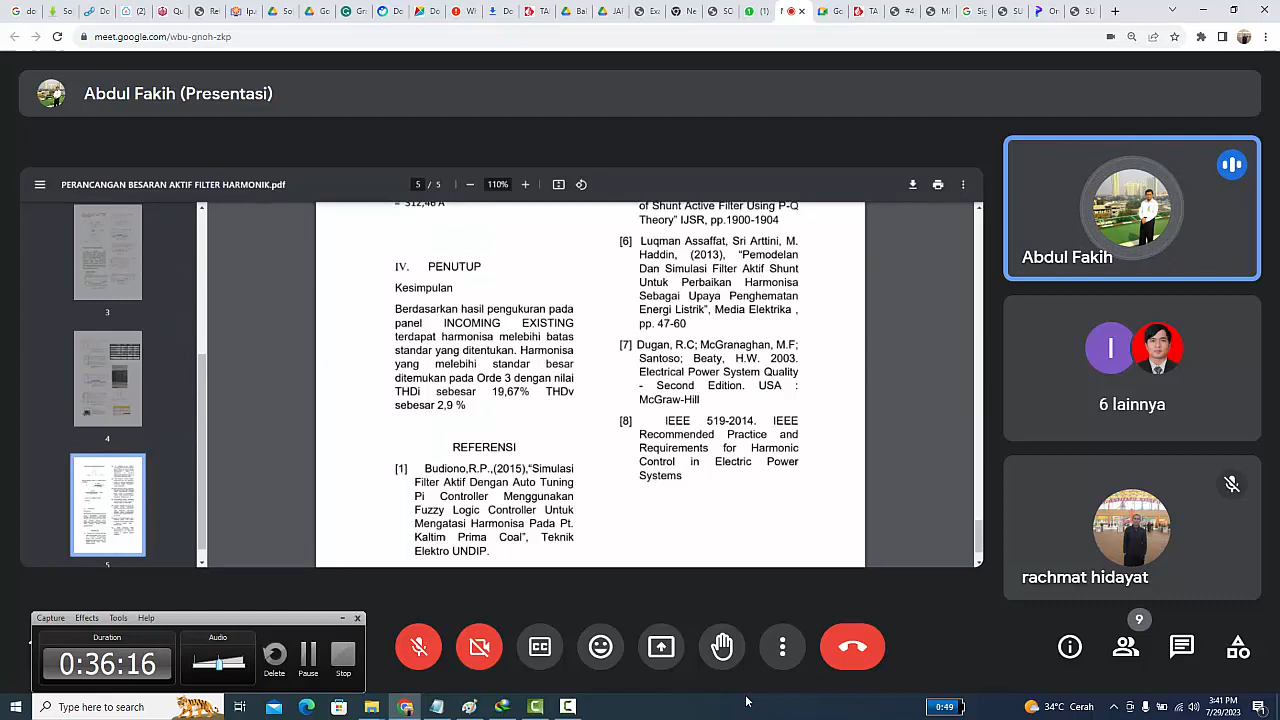 meet.google.com/wbu-gnoh-zkp
Abdul Fakih (Presentasi)
PERANCANGAN BESARAN AKTIF FILTER HARMONIK.pdf
5 / 5
110%
3
4
5
= 312,46 A
IV. PENUTUP
Kesimpulan
Berdasarkan hasil pengukuran pada
panel INCOMING EXISTING
terdapat harmonisa melebihi batas
standar yang ditentukan. Harmonisa
yang melebihi standar besar
ditemukan pada Orde 3 dengan nilai
THDi sebesar 19,67% THDv
sebesar 2,9 %
REFERENSI
[1] Budiono,R.P.,(2015),“Simulasi
Filter Aktif Dengan Auto Tuning
Pi Controller Menggunakan
Fuzzy Logic Controller Untuk
Mengatasi Harmonisa Pada Pt.
Kaltim Prima Coal”, Teknik
Elektro UNDIP.
of Shunt Active Filter Using P-Q
Theory” IJSR, pp.1900-1904
[6] Luqman Assaffat, Sri Arttini, M.
Haddin, (2013), “Pemodelan
Dan Simulasi Filter Aktif Shunt
Untuk Perbaikan Harmonisa
Sebagai Upaya Penghematan
Energi Listrik”, Media Elektrika ,
pp. 47-60
[7] Dugan, R.C; McGranaghan, M.F;
Santoso; Beaty, H.W. 2003.
Electrical Power System Quality
- Second Edition. USA :
McGraw-Hill
[8] IEEE 519-2014. IEEE
Recommended Practice and
Requirements for Harmonic
Control in Electric Power
Systems
Abdul Fakih
I
6 lainnya
rachmat hidayat
9
Capture Effects Tools Help
Duration
0:36:16
Audio
Delete
Pause
Stop
Type here to search
0:49
34°C Cerah
3:41 PM
7/29/2023